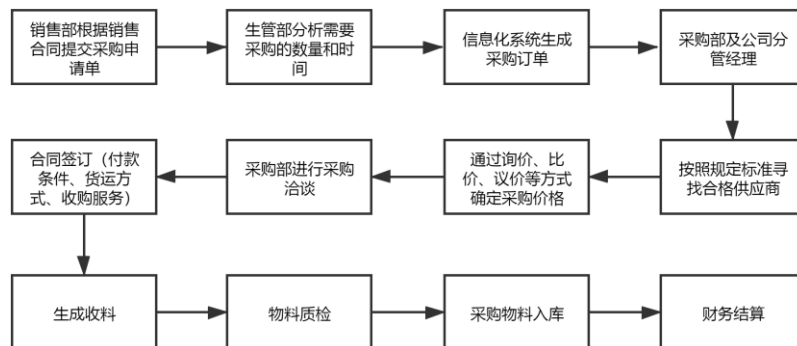 销售部根据销售
合同提交采购申
请单
生管部分析需要
采购的数量和时
间
信息化系统生成
采购订单
采购部及公司分
管经理
按照规定标准寻
找合格供应商
通过询价、比
价、议价等方式
确定采购价格
采购部进行采购
洽谈
合同签订（付款
条件、货运方
式、收购服务）
生成收料
物料质检
采购物料入库
财务结算